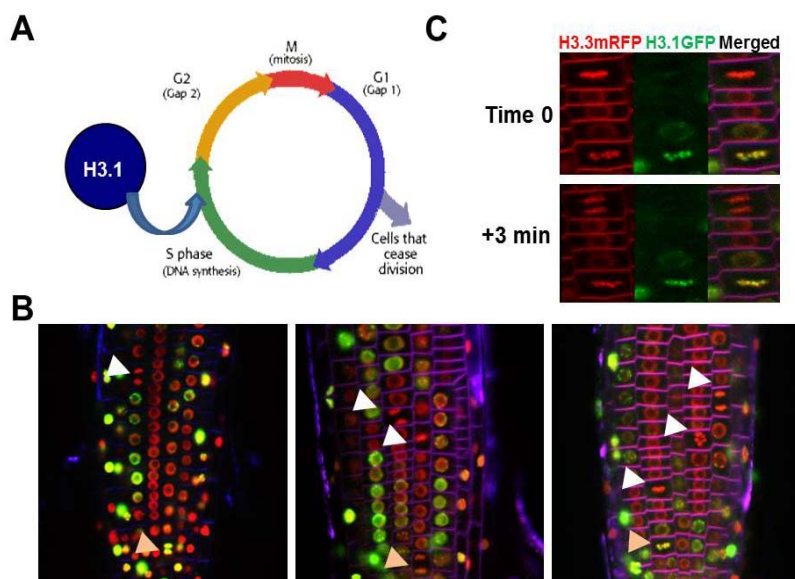 A
M
(mitosis)
G2
(Gap 2)
G1
(Gap 1)
H3.1
S phase
(DNA synthesis)
Cells that
cease
division
C
H3.3mRFP H3.1GFP Merged
Time 0
+3 min
B